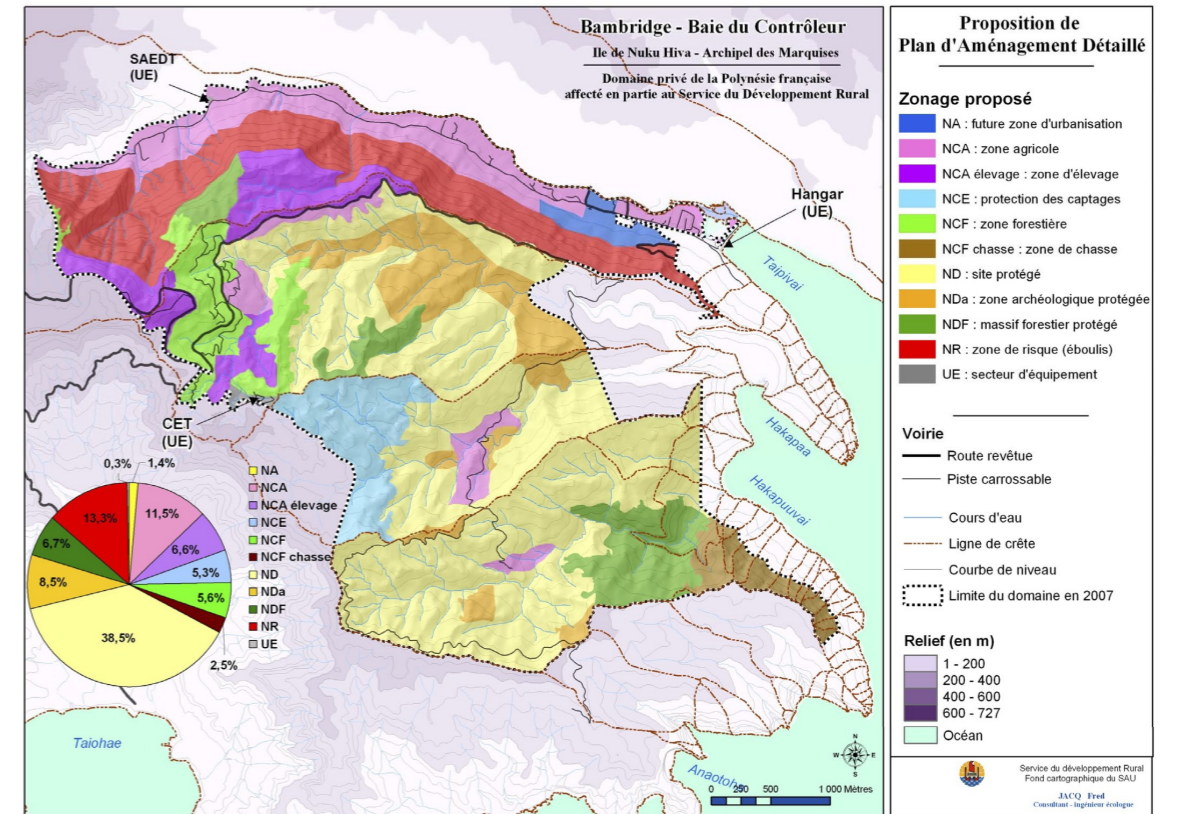 Bambridge - Baie du Contrôleur
Ile de Nuku Hiva - Archipel des Marquises
Domaine privé de la Polynésie française
affecté en partie au Service du Développement Rural
SAEDT
(UE)
Hangar
(UE)
Taipivai
Hakapaa
Hakapuuvai
CET
(UE)
0,3%
1,4%
11,5%
6,6%
5,3%
5,6%
2,5%
38,5%
8,5%
6,7%
13,3%
NA
NCA
NCA élevage
NCE
NCF
NCF chasse
ND
NDa
NDF
NR
UE
Taiohae
N
W E
S
0 250 500 1 000 Mètres
Proposition de
Plan d'Aménagement Détaillé
Zonage proposé
NA : future zone d'urbanisation
NCA : zone agricole
NCA élevage : zone d'élevage
NCE : protection des captages
NCF : zone forestière
NCF chasse : zone de chasse
ND : site protégé
NDa : zone archéologique protégée
NDF : massif forestier protégé
NR : zone de risque (éboulis)
UE : secteur d'équipement
Voirie
Route revêtue
Piste carrossable
Cours d'eau
Ligne de crête
Courbe de niveau
Limite du domaine en 2007
Relief (en m)
1 - 200
200 - 400
400 - 600
600 - 727
Océan
Service du développement Rural
Fond cartographique du SAU
JACQ Fred
Consultant - ingénieur écologue